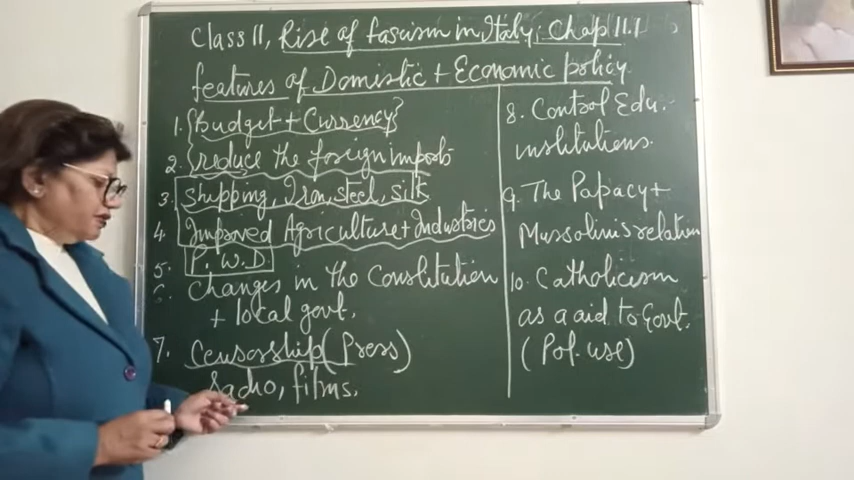 Class 11, Rise of fascism in Italy, Chap 11.1
features of Domistic + Economic policy
1. {budget + Currency}
2. {reduce the foreign imports
3. Shipping, Iron, steel, silk
4. Improved Agriculture + Industries
5. P.W.D
6. Changes in the Constitution
+ local govt.
7. Censorship (Press)
Radio, films.
8. Control Edu.
institutions.
9. The Papacy +
Mussolinis relation
10. Catholicism
as a aid to Govt.
(Pol. use)